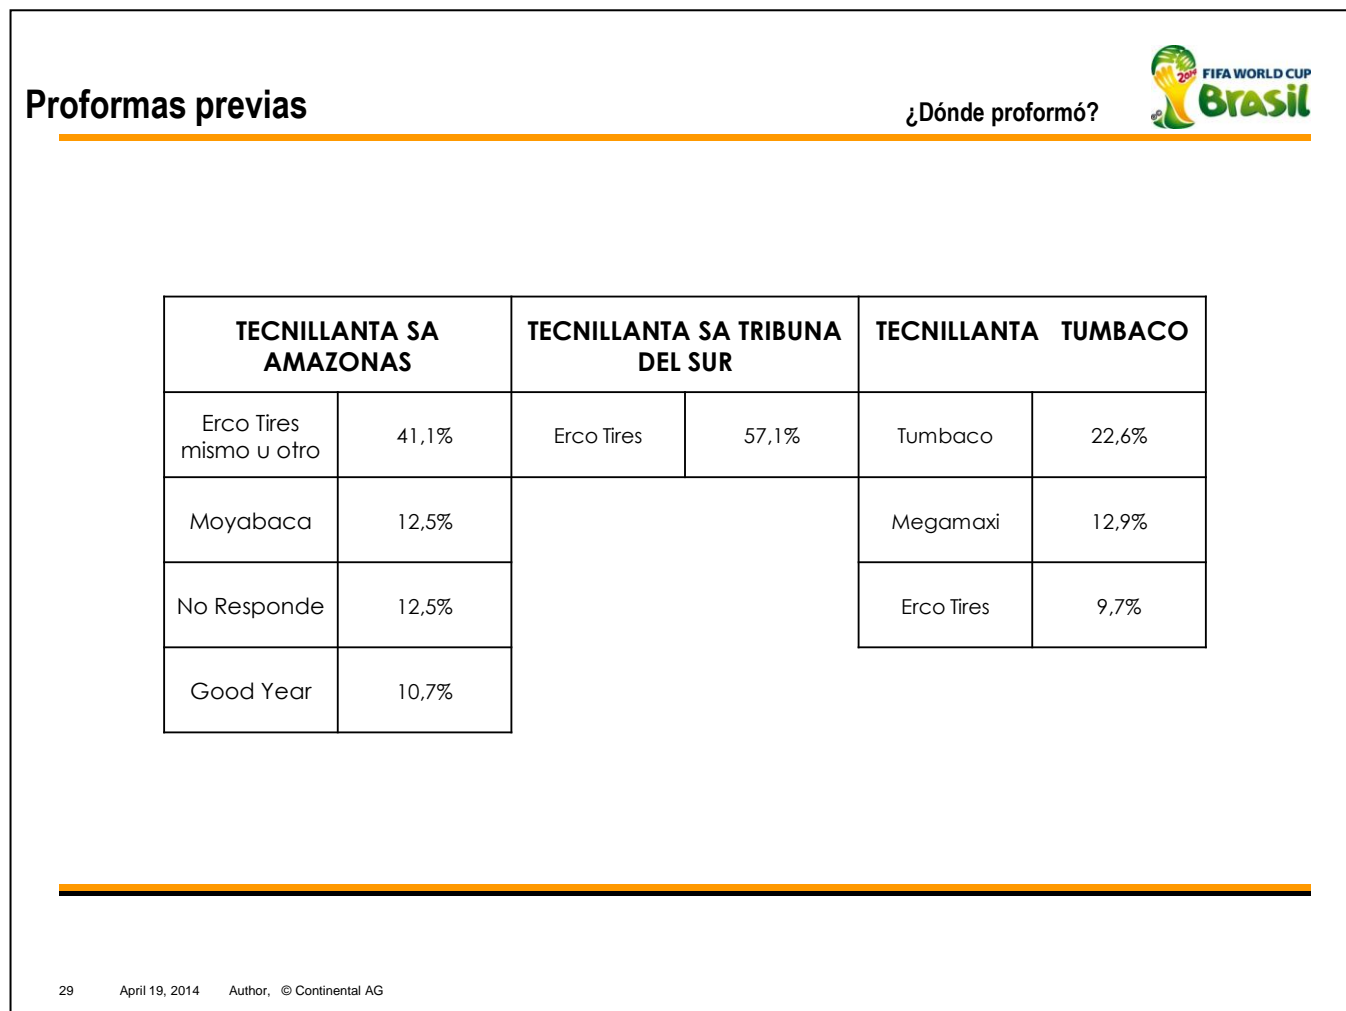 Proformas previas
¿Dónde proformó?
2014
FIFA WORLD CUP
Brasil
TECNILLANTA SA
AMAZONAS
TECNILLANTA SA TRIBUNA
DEL SUR
TECNILLANTA TUMBACO
Erco Tires
mismo u otro
41,1%
Erco Tires
57,1%
Tumbaco
22,6%
Moyabaca
12,5%
Megamaxi
12,9%
No Responde
12,5%
Erco Tires
9,7%
Good Year
10,7%
29 April 19, 2014 Author, © Continental AG